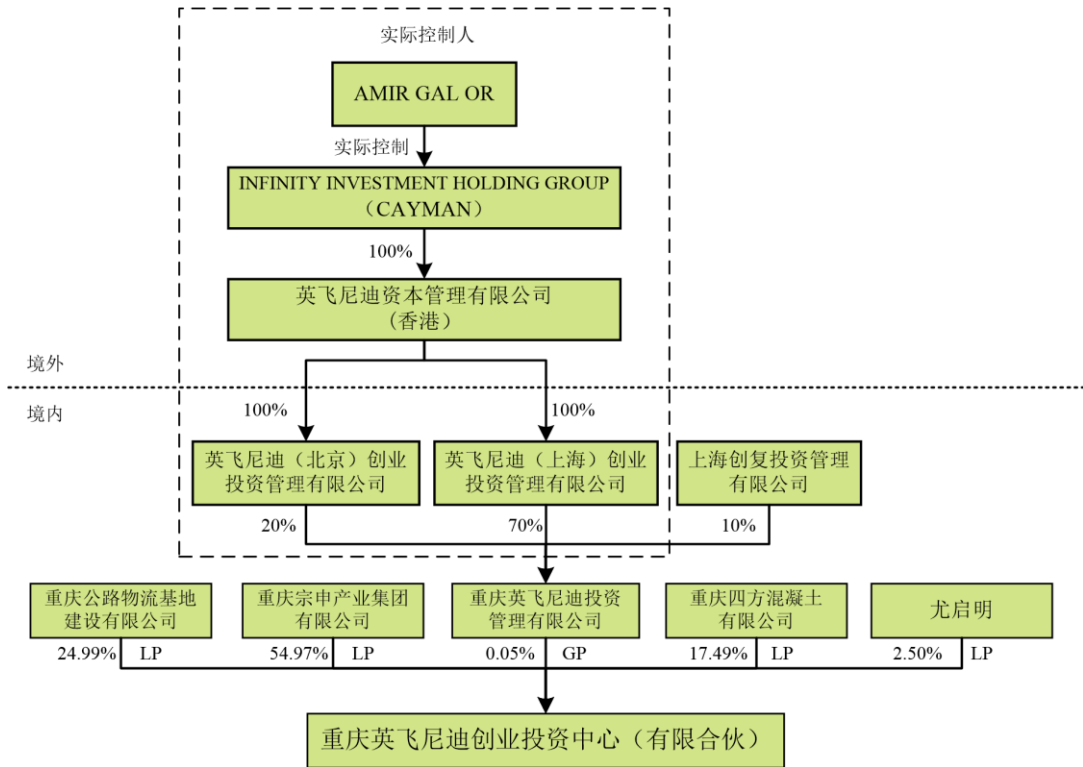 实际控制人
AMIR GAL OR
实际控制
INFINITY INVESTMENT HOLDING GROUP
（CAYMAN）
100%
英飞尼迪资本管理有限公司
(香港）
境外
境内
100%
100%
英飞尼迪（北京）创业
投资管理有限公司
英飞尼迪（上海）创业
投资管理有限公司
上海创复投资管理
有限公司
20%
70%
10%
重庆公路物流基地
建设有限公司
重庆宗申产业集团
有限公司
重庆英飞尼迪投资
管理有限公司
重庆四方混凝土
有限公司
尤启明
24.99% LP
54.97% LP
0.05% GP
17.49% LP
2.50% LP
重庆英飞尼迪创业投资中心（有限合伙）